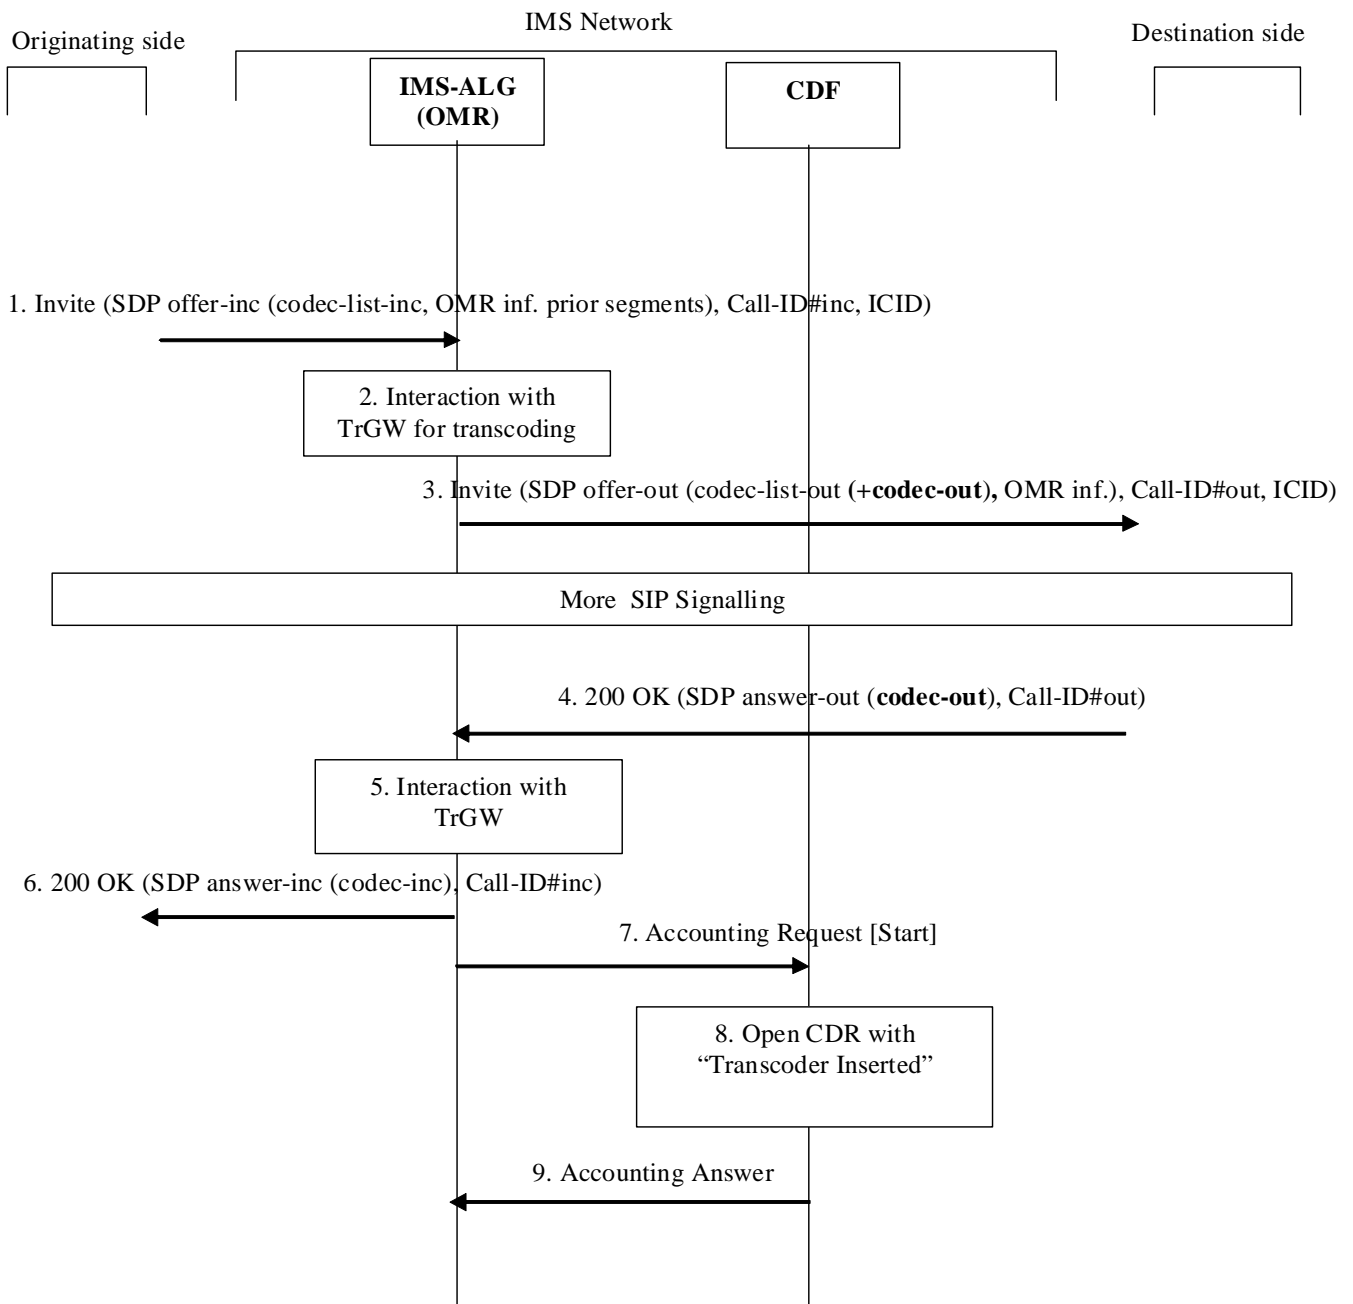 IMS Network
Originating side
Destination side
IMS-ALG
(OMR)
CDF
1. Invite (SDP offer-inc (codec-list-inc, OMR inf. prior segments), Call-ID#inc, ICID)
2. Interaction with
TrGW for transcoding
3. Invite (SDP offer-out (codec-list-out (+codec-out), OMR inf.), Call-ID#out, ICID)
More SIP Signalling
4. 200 OK (SDP answer-out (codec-out), Call-ID#out)
5. Interaction with
TrGW
6. 200 OK (SDP answer-inc (codec-inc), Call-ID#inc)
7. Accounting Request [Start]
8. Open CDR with
“Transcoder Inserted”
9. Accounting Answer